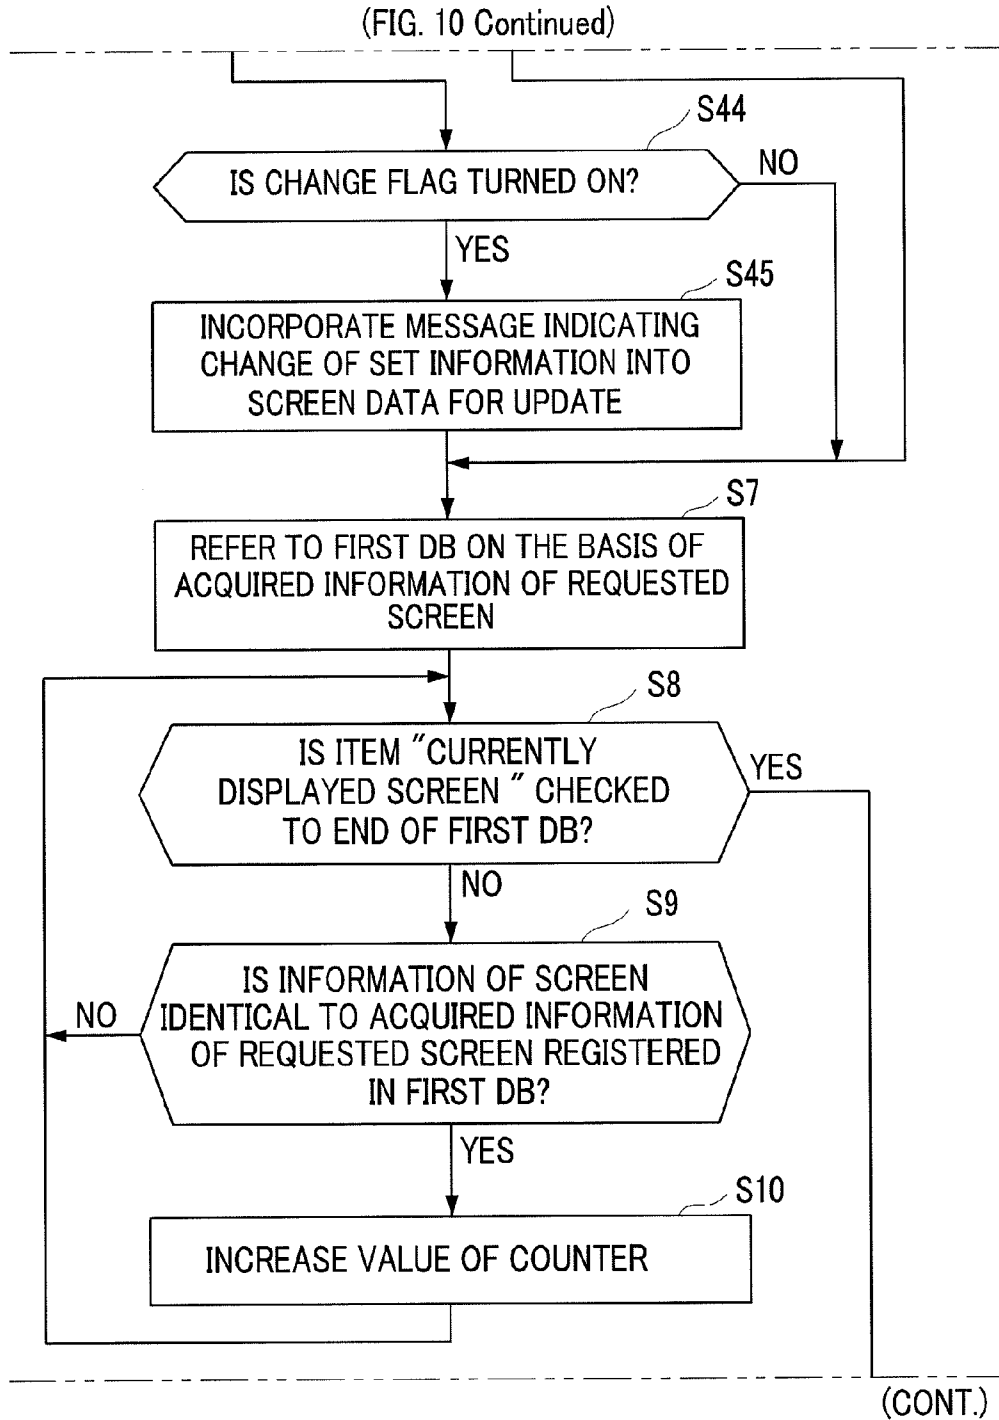 (FIG. 10 Continued)
S44
IS CHANGE FLAG TURNED ON?
NO
YES
S45
INCORPORATE MESSAGE INDICATING
CHANGE OF SET INFORMATION INTO
SCREEN DATA FOR UPDATE
S7
REFER TO FIRST DB ON THE BASIS OF
ACQUIRED INFORMATION OF REQUESTED
SCREEN
S8
IS ITEM "CURRENTLY
DISPLAYED SCREEN " CHECKED
TO END OF FIRST DB?
YES
NO
S9
IS INFORMATION OF SCREEN
IDENTICAL TO ACQUIRED INFORMATION
OF REQUESTED SCREEN REGISTERED
IN FIRST DB?
NO
YES
S10
INCREASE VALUE OF COUNTER
(CONT.)